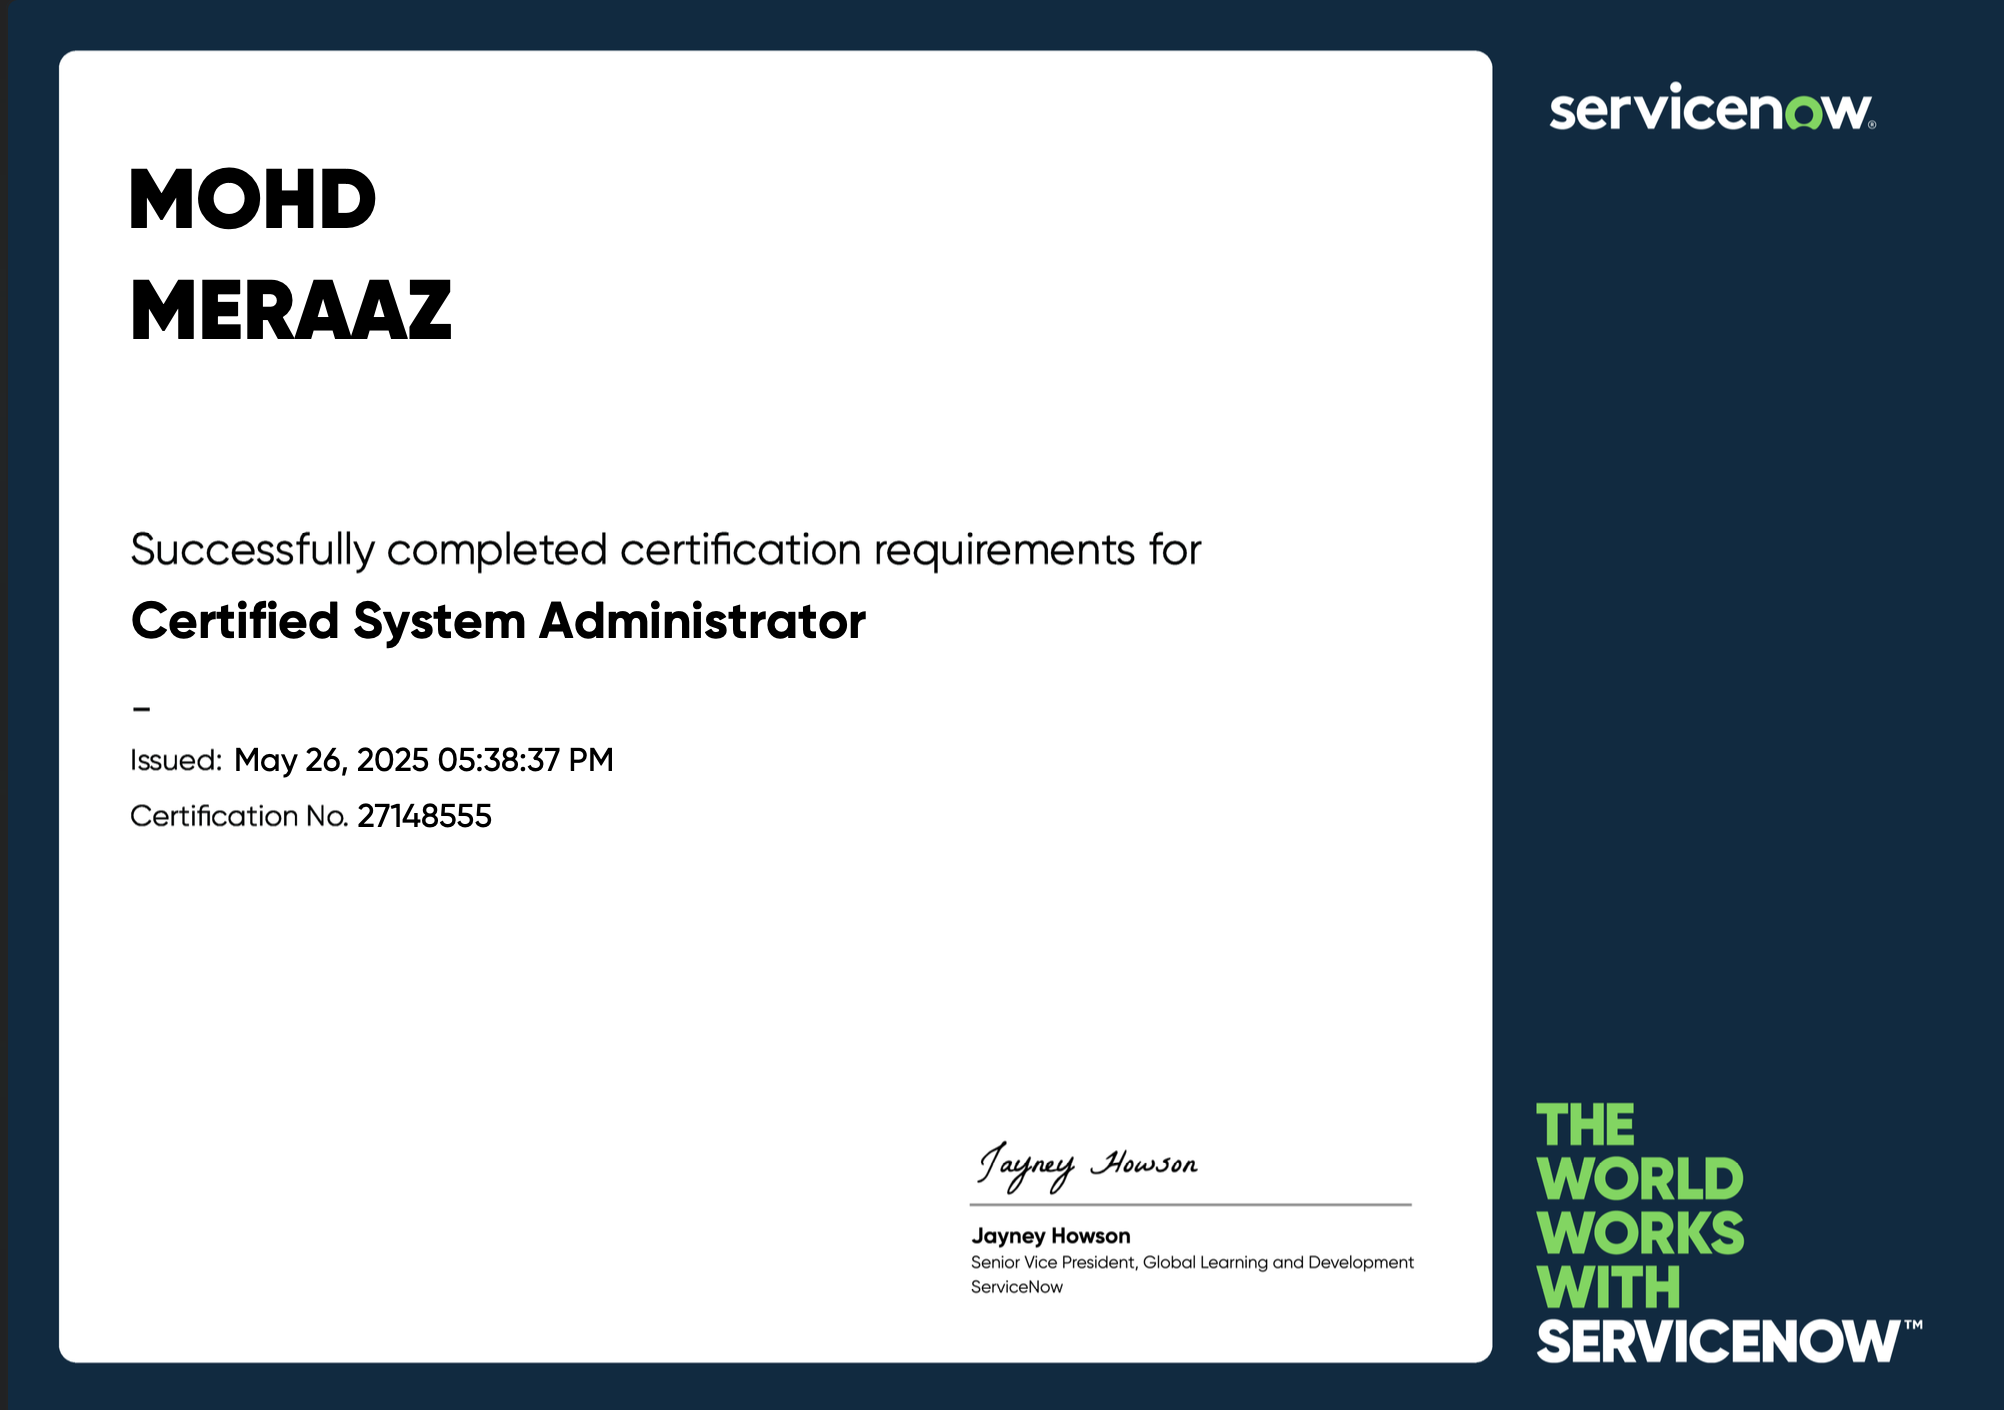 servicenow®
MOHD
MERAAZ
Successfully completed certification requirements for
Certified System Administrator
–
Issued: May 26, 2025 05:38:37 PM
Certification No. 27148555
Jayney Howson
Jayney Howson
Senior Vice President, Global Learning and Development
ServiceNow
THE
WORLD
WORKS
WITH
SERVICENOW™